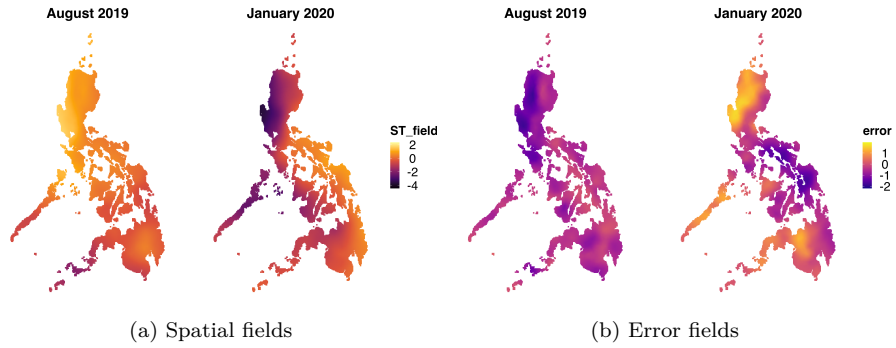 August 2019
January 2020
ST_field
2
0
-2
-4
(a) Spatial fields
August 2019
January 2020
error
1
0
-1
-2
(b) Error fields